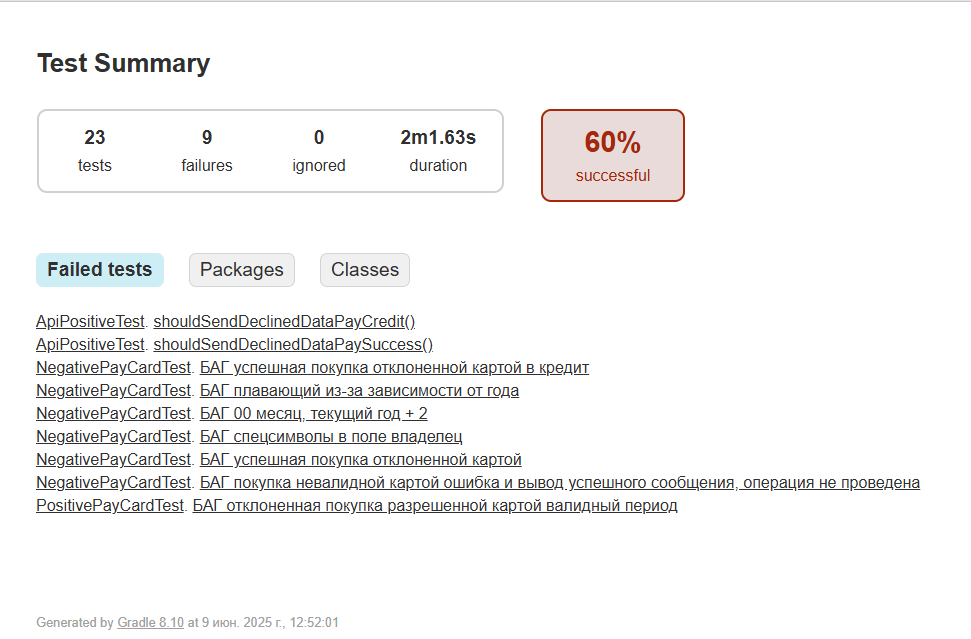 Test Summary
23 9 0 2m1.63s
tests failures ignored duration
60%
successful
Failed tests Packages Classes
ApiPositiveTest. shouldSendDeclinedDataPayCredit()
ApiPositiveTest. shouldSendDeclinedDataPaySuccess()
NegativePayCardTest. БАГ успешная покупка отклоненной картой в кредит
NegativePayCardTest. БАГ плавающий из-за зависимости от года
NegativePayCardTest. БАГ 00 месяц, текущий год + 2
NegativePayCardTest. БАГ спецсимволы в поле владелец
NegativePayCardTest. БАГ успешная покупка отклоненной картой
NegativePayCardTest. БАГ покупка невалидной картой ошибка и вывод успешного сообщения, операция не проведена
PositivePayCardTest. БАГ отклоненная покупка разрешенной картой валидный период
Generated by Gradle 8.10 at 9 июн. 2025 г., 12:52:01